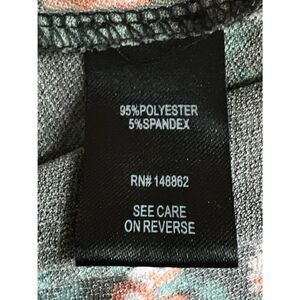 95%POLYESTER
5%SPANDEX
RN# 148862
SEE CARE
ON REVERSE